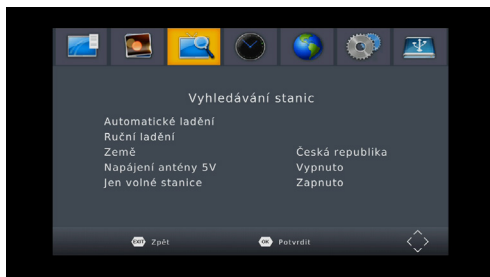 Vyhledávání stanic
Automatické ladění
Ruční ladění
Země Česká republika
Napájení antény 5V Vypnuto
Jen volné stanice Zapnuto
EXIT Zpět OK Potvrdit